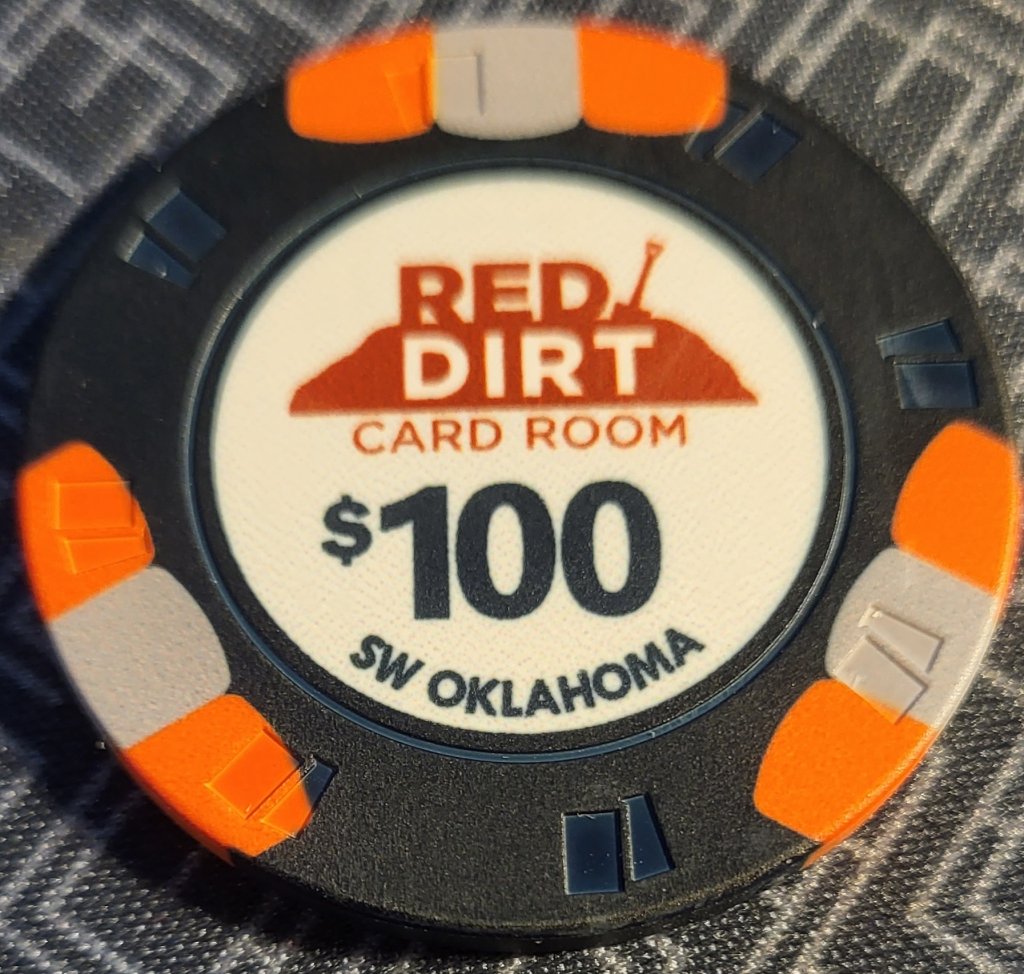 RED
DIRT
CARD ROOM
$100
SW OKLAHOMA